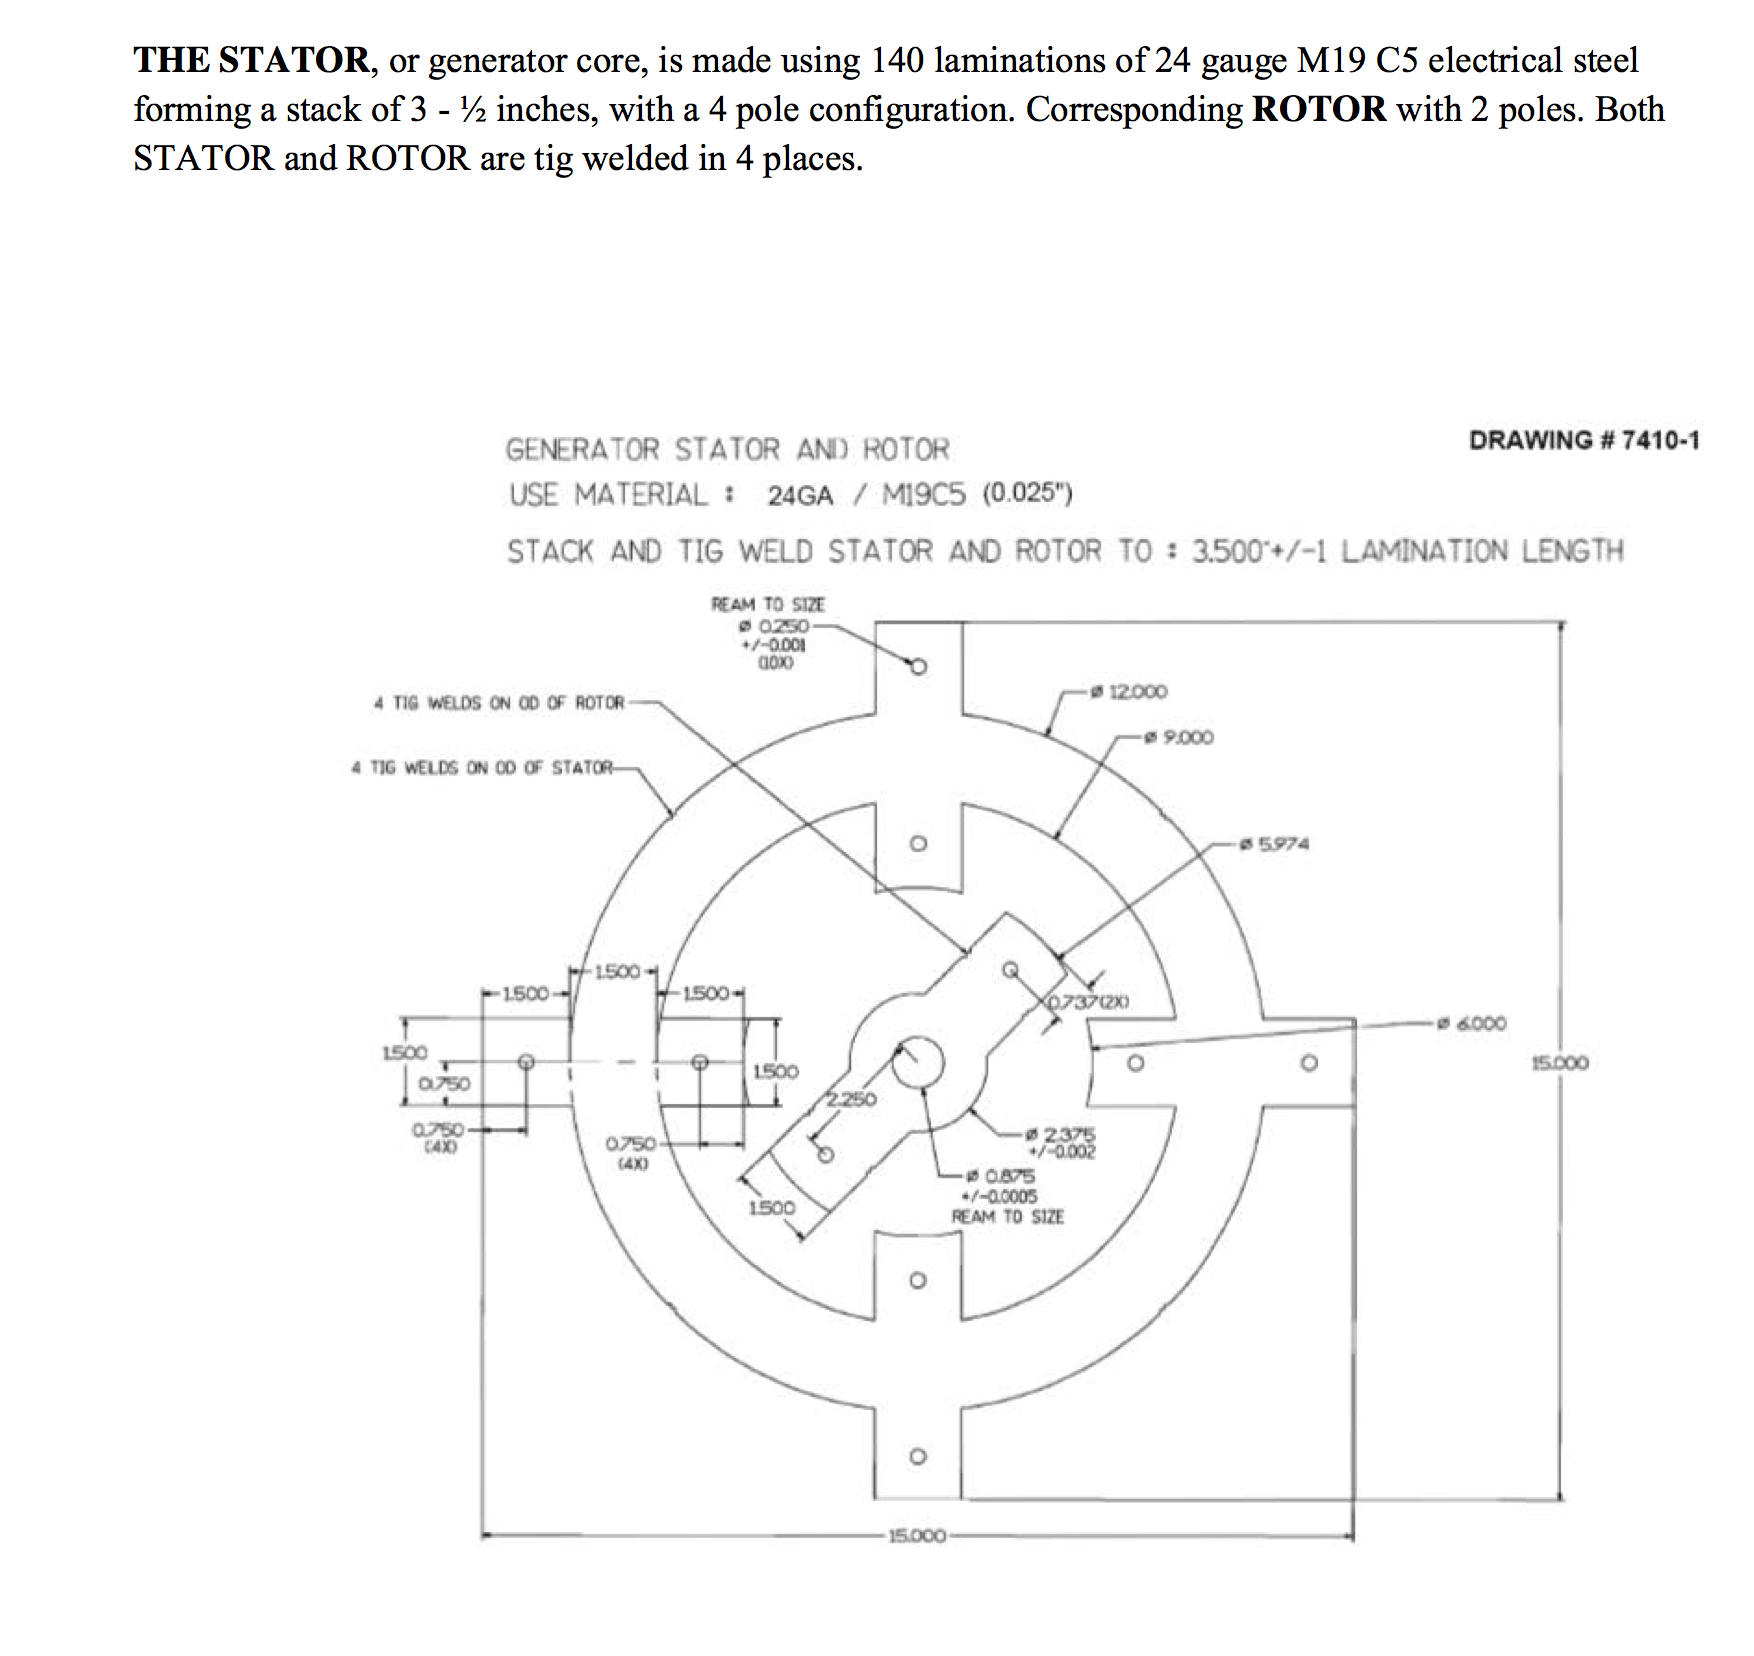 THE STATOR, or generator core, is made using 140 laminations of 24 gauge M19 C5 electrical steel
forming a stack of 3 - ½ inches, with a 4 pole configuration. Corresponding ROTOR with 2 poles. Both
STATOR and ROTOR are tig welded in 4 places.
DRAWING # 7410-1
GENERATOR STATOR AND ROTOR
USE MATERIAL : 24GA / M19C5 (0.025")
STACK AND TIG WELD STATOR AND ROTOR TO : 3.500"+/-1 LAMINATION LENGTH
REAM TO SIZE
ø 0.250
+/-0.001
(10X)
4 TIG WELDS ON OD OF ROTOR
ø 12.000
ø 9.000
4 TIG WELDS ON OD OF STATOR
ø 5.974
1.500
1.500
1.500
0.737(2X)
ø 6.000
1.500
0.750
1.500
15.000
2.250
0.750
(4X)
0.750
(4X)
ø 2.375
+/-0.002
ø 0.875
+/-0.0005
REAM TO SIZE
1.500
15.000